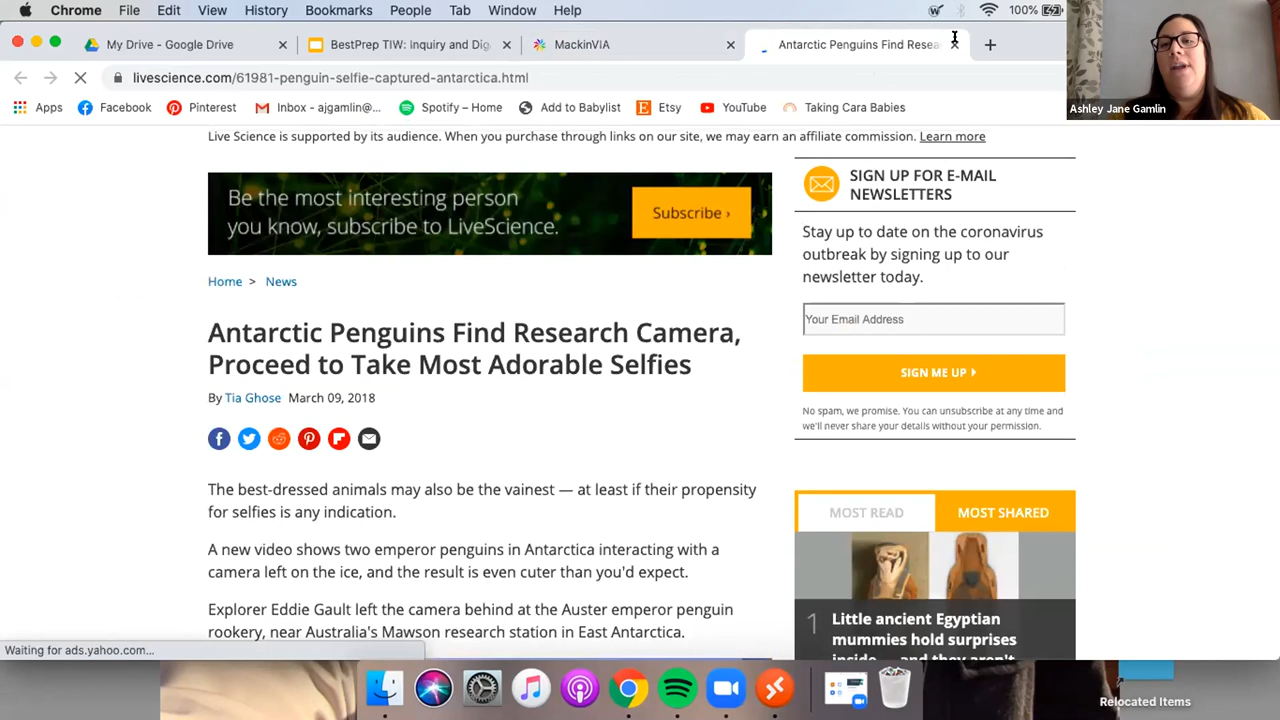 Chrome File Edit View History Bookmarks People Tab Window Help 100%
My Drive - Google Drive
BestPrep TIW: Inquiry and Dig
MackinVIA
Antarctic Penguins Find Resea
livescience.com/61981-penguin-selfie-captured-antarctica.html
Apps Facebook Pinterest Inbox - ajgamlin@... Spotify – Home Add to Babylist Etsy YouTube Taking Cara Babies
Ashley Jane Gamlin
Live Science is supported by its audience. When you purchase through links on our site, we may earn an affiliate commission. Learn more
Be the most interesting person
you know, subscribe to LiveScience.
Subscribe ›
Home > News
Antarctic Penguins Find Research Camera,
Proceed to Take Most Adorable Selfies
By Tia Ghose March 09, 2018
The best-dressed animals may also be the vainest — at least if their propensity
for selfies is any indication.
A new video shows two emperor penguins in Antarctica interacting with a
camera left on the ice, and the result is even cuter than you'd expect.
Explorer Eddie Gault left the camera behind at the Auster emperor penguin
rookery, near Australia's Mawson research station in East Antarctica.
SIGN UP FOR E-MAIL
NEWSLETTERS
Stay up to date on the coronavirus
outbreak by signing up to our
newsletter today.
Your Email Address
SIGN ME UP
No spam, we promise. You can unsubscribe at any time and
we'll never share your details without your permission.
MOST READ MOST SHARED
1 Little ancient Egyptian
mummies hold surprises
inside — and they aren't
Waiting for ads.yahoo.com...
Relocated Items